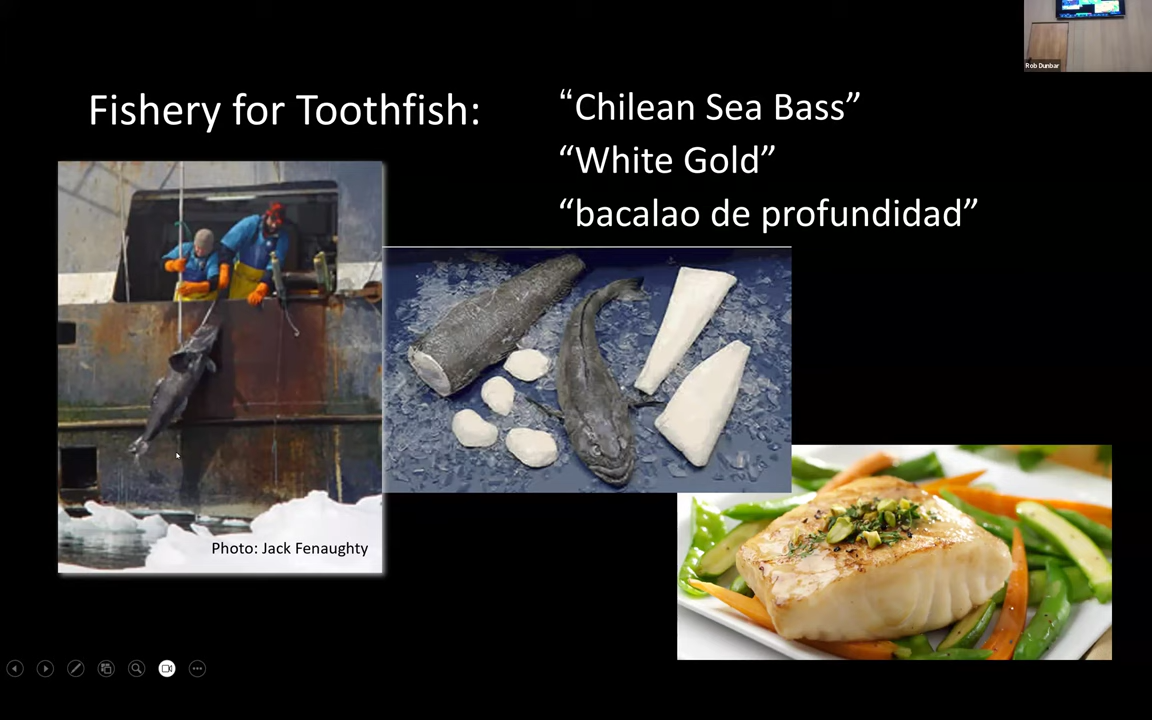 Rob Dunbar
Fishery for Toothfish:
“Chilean Sea Bass”
“White Gold”
“bacalao de profundidad”
Photo: Jack Fenaughty